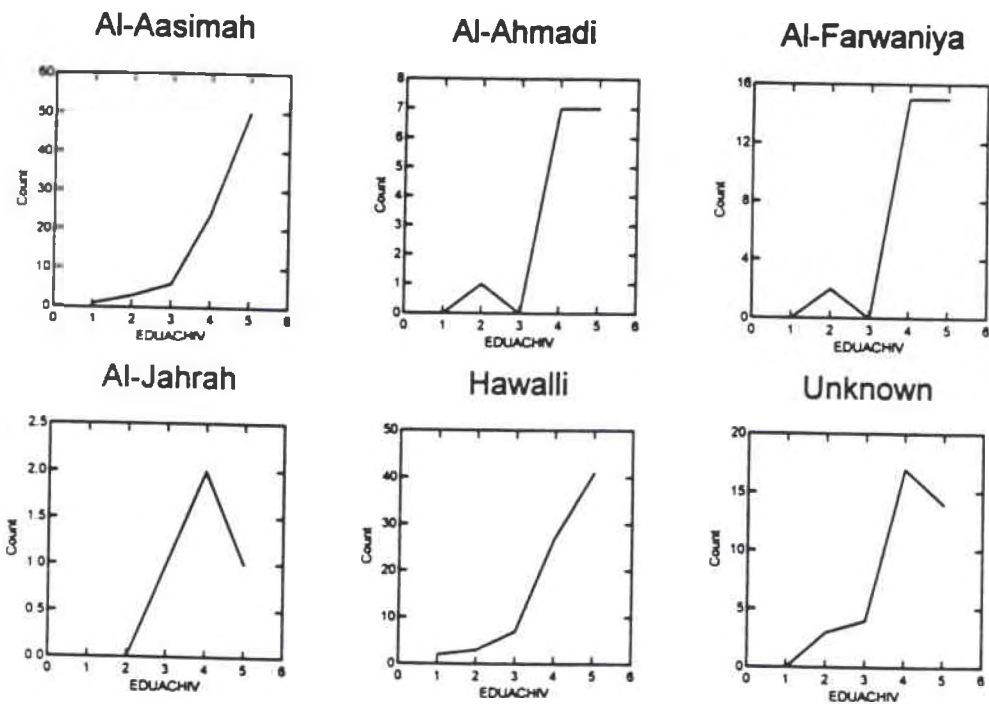 Al-Aasimah
60
50
40
30
20
10
0
Count
0 1 2 3 4 5 6
EDUACHIV
Al-Ahmadi
8
7
6
5
4
3
2
1
0
Count
0 1 2 3 4 5 6
EDUACHIV
Al-Farwaniya
16
12
8
4
0
Count
0 1 2 3 4 5 6
EDUACHIV
Al-Jahrah
2.5
2.0
1.5
1.0
0.5
0.0
Count
0 1 2 3 4 5 6
EDUACHIV
Hawalli
50
40
30
20
10
0
Count
0 1 2 3 4 5 6
EDUACHIV
Unknown
20
15
10
5
0
Count
0 1 2 3 4 5 6
EDUACHIV